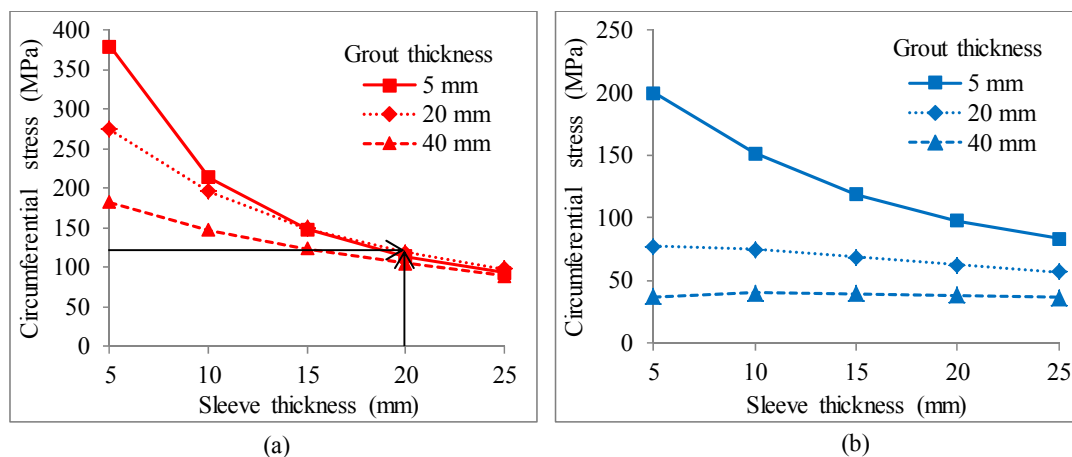 Circumferential stress (MPa)
400
350
300
250
200
150
100
50
0
5 10 15 20 25
Sleeve thickness (mm)
Grout thickness
5 mm
20 mm
40 mm
(a)
Circumferential stress (MPa)
250
200
150
100
50
0
5 10 15 20 25
Sleeve thickness (mm)
Grout thickness
5 mm
20 mm
40 mm
(b)